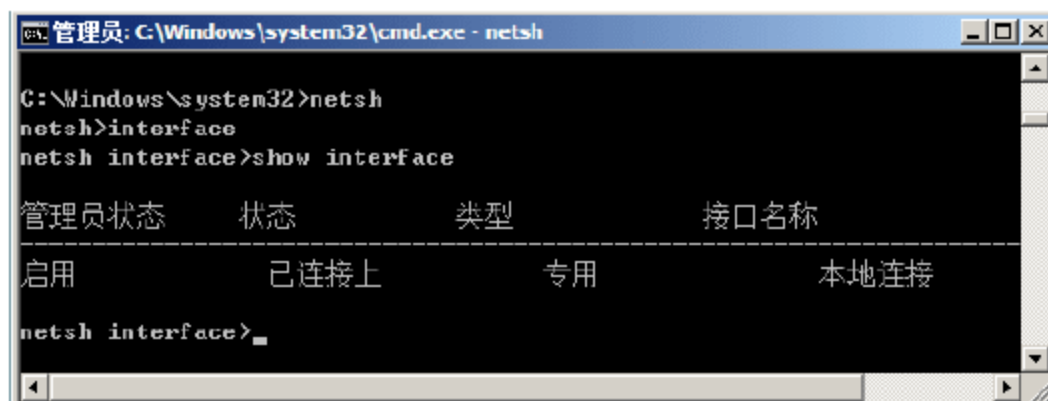 管理员: C:\Windows\system32\cmd.exe - netsh
C:\Windows\system32>netsh
netsh>interface
netsh interface>show interface
管理员状态 状态 类型 接口名称
-------------------------------------------------------------------------
启用 已连接上 专用 本地连接
netsh interface>